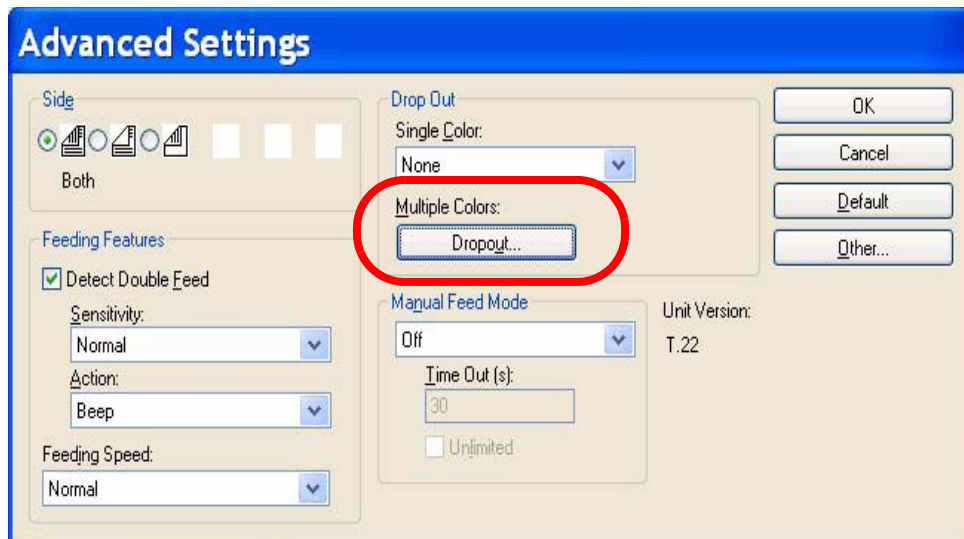 Advanced Settings
Side
Both
Feeding Features
Detect Double Feed
Sensitivity:
Normal
Action:
Beep
Feeding Speed:
Normal
Drop Out
Single Color:
None
Multiple Colors:
Dropout...
Manual Feed Mode
Off
Time Out (s):
30
Unlimited
Unit Version:
T.22
OK
Cancel
Default
Other...